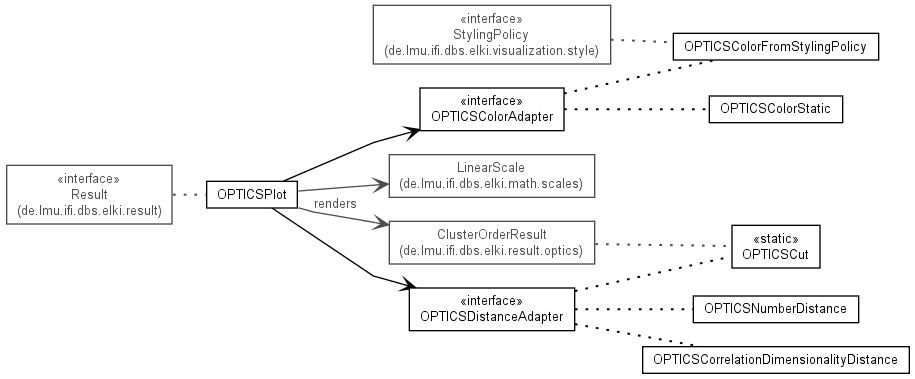 «interface»
StylingPolicy
(de.lmu.ifi.dbs.elki.visualization.style)
OPTICSColorFromStylingPolicy
«interface»
OPTICSColorAdapter
OPTICSColorStatic
«interface»
Result
(de.lmu.ifi.dbs.elki.result)
OPTICSPlot
LinearScale
(de.lmu.ifi.dbs.elki.math.scales)
renders
ClusterOrderResult
(de.lmu.ifi.dbs.elki.result.optics)
«static»
OPTICSCut
«interface»
OPTICSDistanceAdapter
OPTICSNumberDistance
OPTICSCorrelationDimensionalityDistance